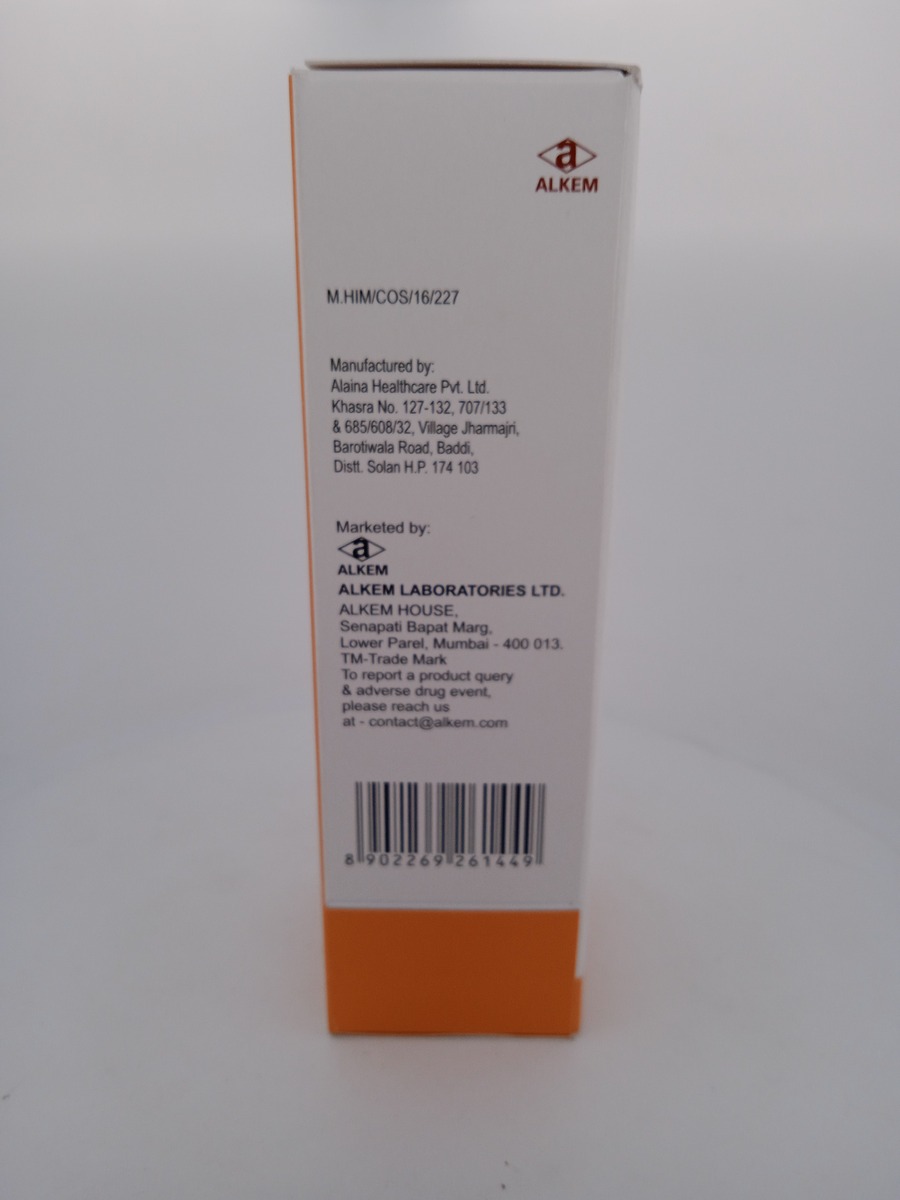 a
ALKEM
M.HIM/COS/16/227
Manufactured by:
Alaina Healthcare Pvt. Ltd.
Khasra No. 127-132, 707/133
& 685/608/32, Village Jharmajri,
Barotiwala Road, Baddi,
Distt. Solan H.P. 174 103
Marketed by:
a
ALKEM
ALKEM LABORATORIES LTD.
ALKEM HOUSE,
Senapati Bapat Marg,
Lower Parel, Mumbai - 400 013.
TM-Trade Mark
To report a product query
& adverse drug event,
please reach us
at - contact@alkem.com
8 902269 261449